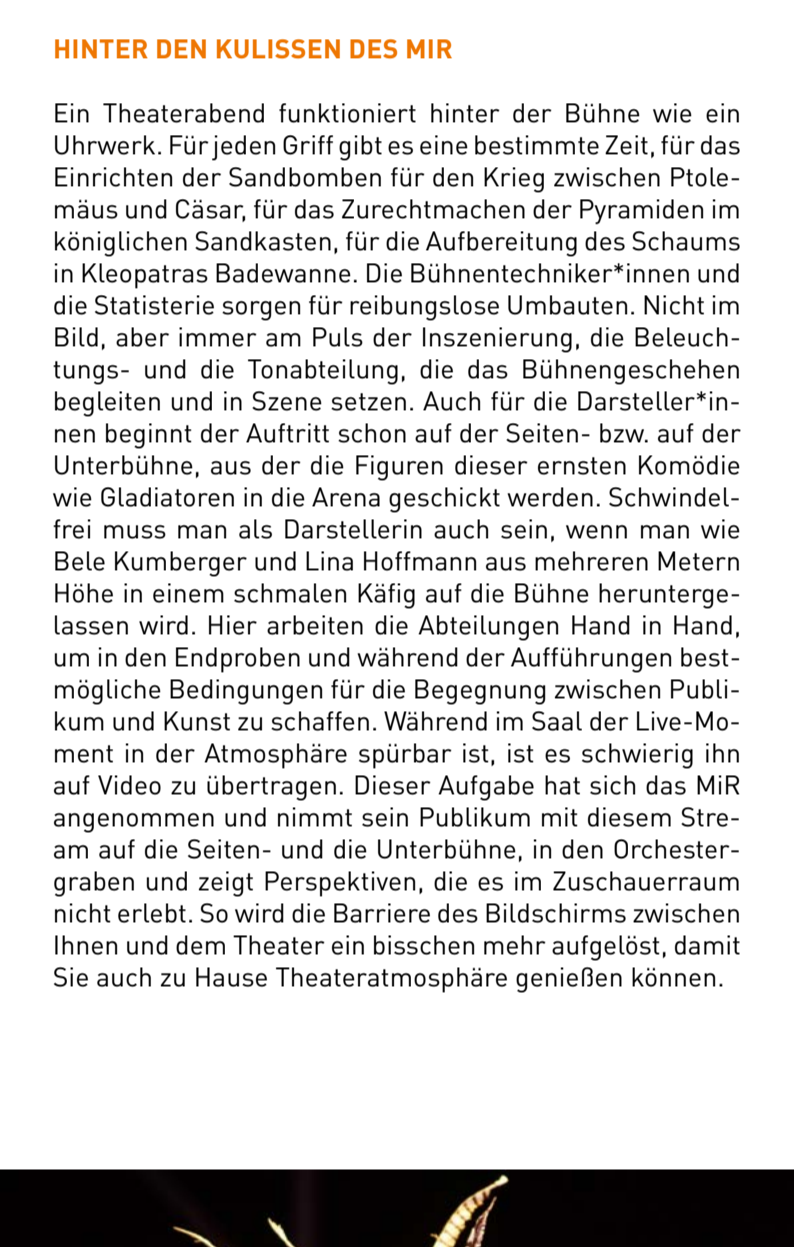 HINTER DEN KULISSEN DES MIR
Ein Theaterabend funktioniert hinter der Bühne wie ein
Uhrwerk. Für jeden Griff gibt es eine bestimmte Zeit, für das
Einrichten der Sandbomben für den Krieg zwischen Ptole-
mäus und Cäsar, für das Zurechtmachen der Pyramiden im
königlichen Sandkasten, für die Aufbereitung des Schaums
in Kleopatras Badewanne. Die Bühnentechniker*innen und
die Statisterie sorgen für reibungslose Umbauten. Nicht im
Bild, aber immer am Puls der Inszenierung, die Beleuch-
tungs- und die Tonabteilung, die das Bühnengeschehen
begleiten und in Szene setzen. Auch für die Darsteller*in-
nen beginnt der Auftritt schon auf der Seiten- bzw. auf der
Unterbühne, aus der die Figuren dieser ernsten Komödie
wie Gladiatoren in die Arena geschickt werden. Schwindel-
frei muss man als Darstellerin auch sein, wenn man wie
Bele Kumberger und Lina Hoffmann aus mehreren Metern
Höhe in einem schmalen Käfig auf die Bühne herunterge-
lassen wird. Hier arbeiten die Abteilungen Hand in Hand,
um in den Endproben und während der Aufführungen best-
mögliche Bedingungen für die Begegnung zwischen Publi-
kum und Kunst zu schaffen. Während im Saal der Live-Mo-
ment in der Atmosphäre spürbar ist, ist es schwierig ihn
auf Video zu übertragen. Dieser Aufgabe hat sich das MiR
angenommen und nimmt sein Publikum mit diesem Stre-
am auf die Seiten- und die Unterbühne, in den Orchester-
graben und zeigt Perspektiven, die es im Zuschauerraum
nicht erlebt. So wird die Barriere des Bildschirms zwischen
Ihnen und dem Theater ein bisschen mehr aufgelöst, damit
Sie auch zu Hause Theateratmosphäre genießen können.